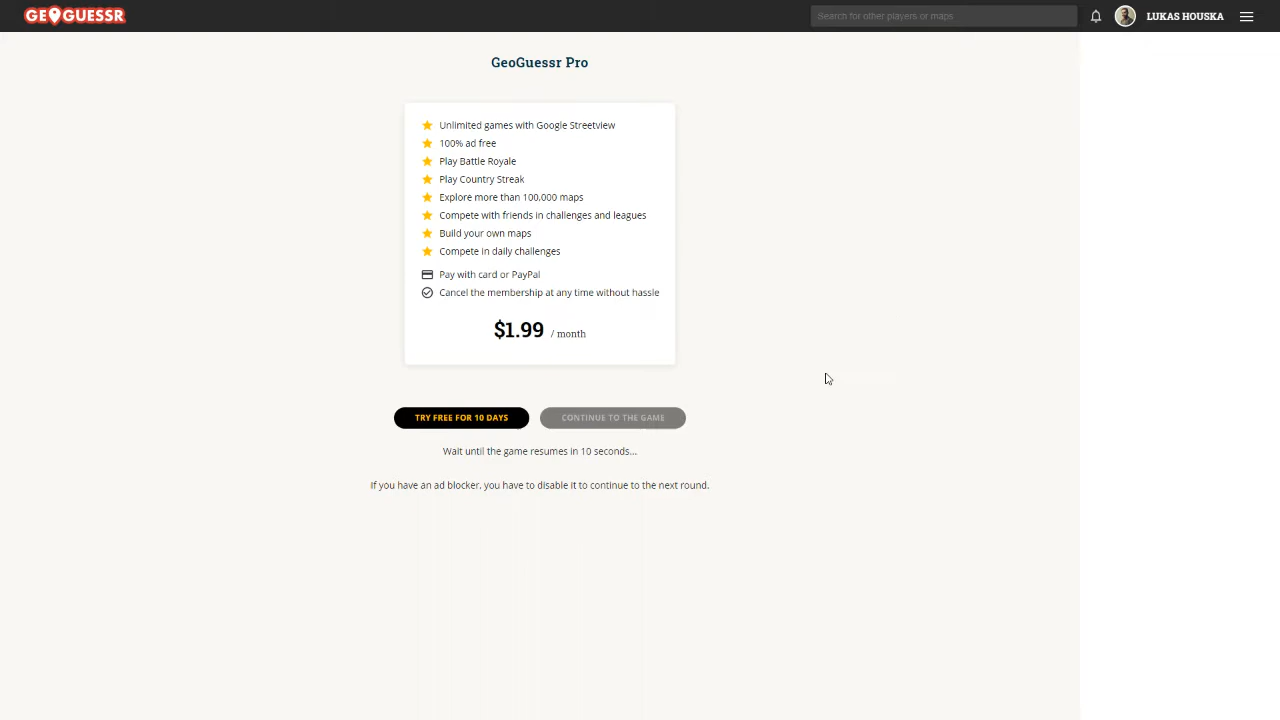 GEOGUESSR
Search for other players or maps
LUKAS HOUSKA
GeoGuessr Pro
Unlimited games with Google Streetview
100% ad free
Play Battle Royale
Play Country Streak
Explore more than 100,000 maps
Compete with friends in challenges and leagues
Build your own maps
Compete in daily challenges
Pay with card or PayPal
Cancel the membership at any time without hassle
$1.99 / month
TRY FREE FOR 10 DAYS
CONTINUE TO THE GAME
Wait until the game resumes in 10 seconds...
If you have an ad blocker, you have to disable it to continue to the next round.